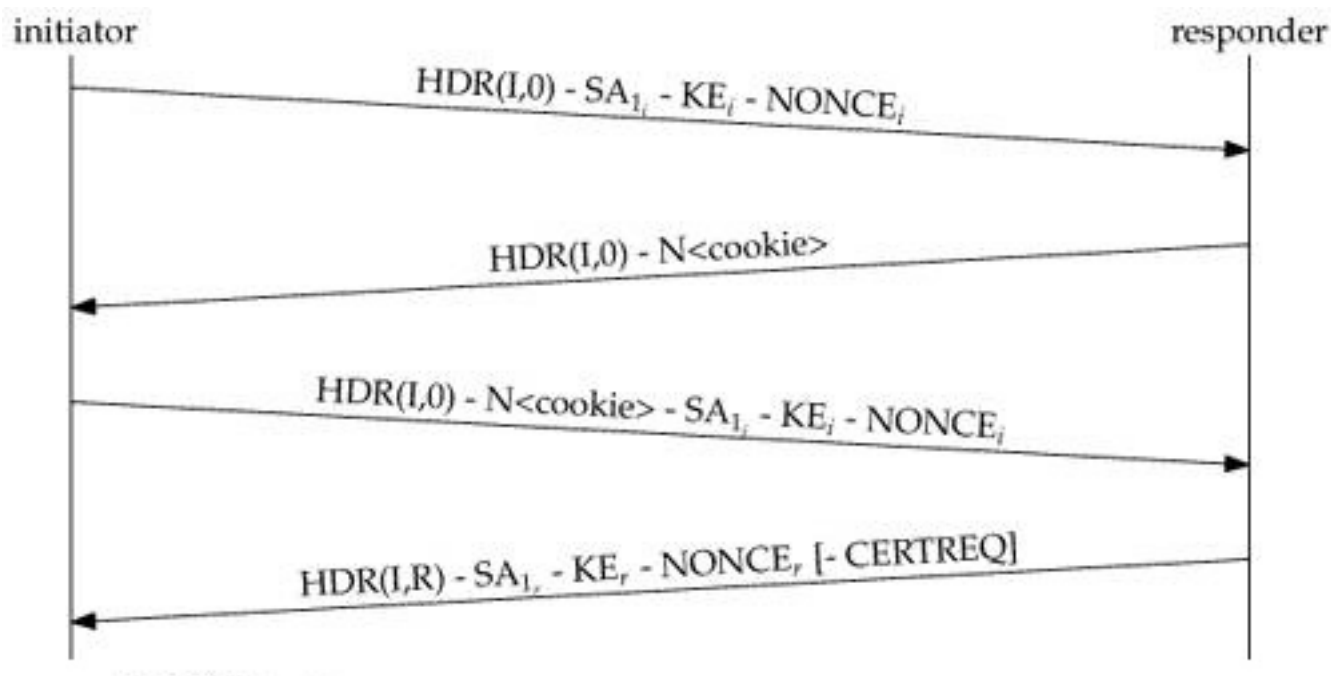 initiator
responder
HDR(I,0) - SA₁ᵢ - KEᵢ - NONCEᵢ
HDR(I,0) - N<cookie>
HDR(I,0) - N<cookie> - SA₁ᵢ - KEᵢ - NONCEᵢ
HDR(I,R) - SA₁ᵣ - KEᵣ - NONCEᵣ [- CERTREQ]